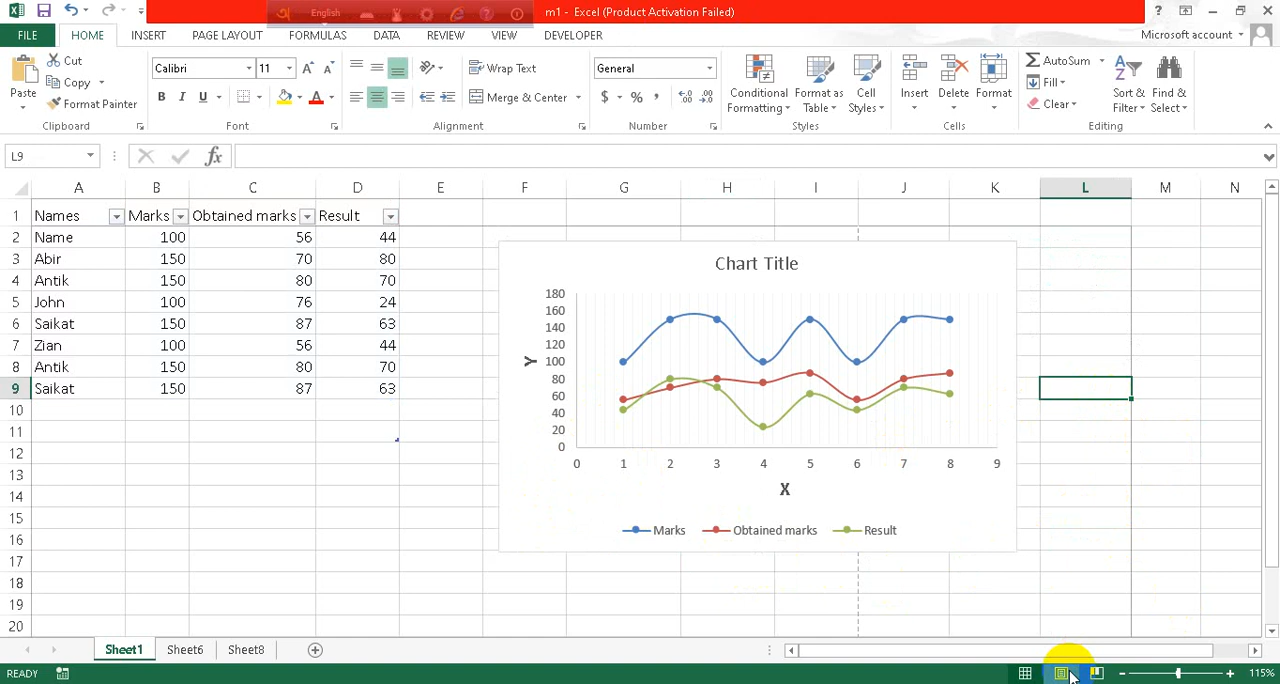 English
m1 - Excel (Product Activation Failed)
FILE HOME INSERT PAGE LAYOUT FORMULAS DATA REVIEW VIEW DEVELOPER
Microsoft account
Paste
Cut
Copy
Format Painter
Clipboard
Calibri 11
B I U A
Font
Wrap Text
Merge & Center
Alignment
General
$ % ,
Number
Conditional Formatting
Format as Table
Cell Styles
Styles
Insert Delete Format
Cells
AutoSum
Fill
Clear
Sort & Filter
Find & Select
Editing
L9
fx
A B C D E F G H I J K L M N
1 Names Marks Obtained marks Result
2 Name 100 56 44
3 Abir 150 70 80
4 Antik 150 80 70
5 John 100 76 24
6 Saikat 150 87 63
7 Zian 100 56 44
8 Antik 150 80 70
9 Saikat 150 87 63
10
11
12
13
14
15
16
17
18
19
20
Chart Title
180
160
140
120
100
80
60
40
20
0
Y
0 1 2 3 4 5 6 7 8 9
X
Marks Obtained marks Result
Sheet1 Sheet6 Sheet8
READY
115%